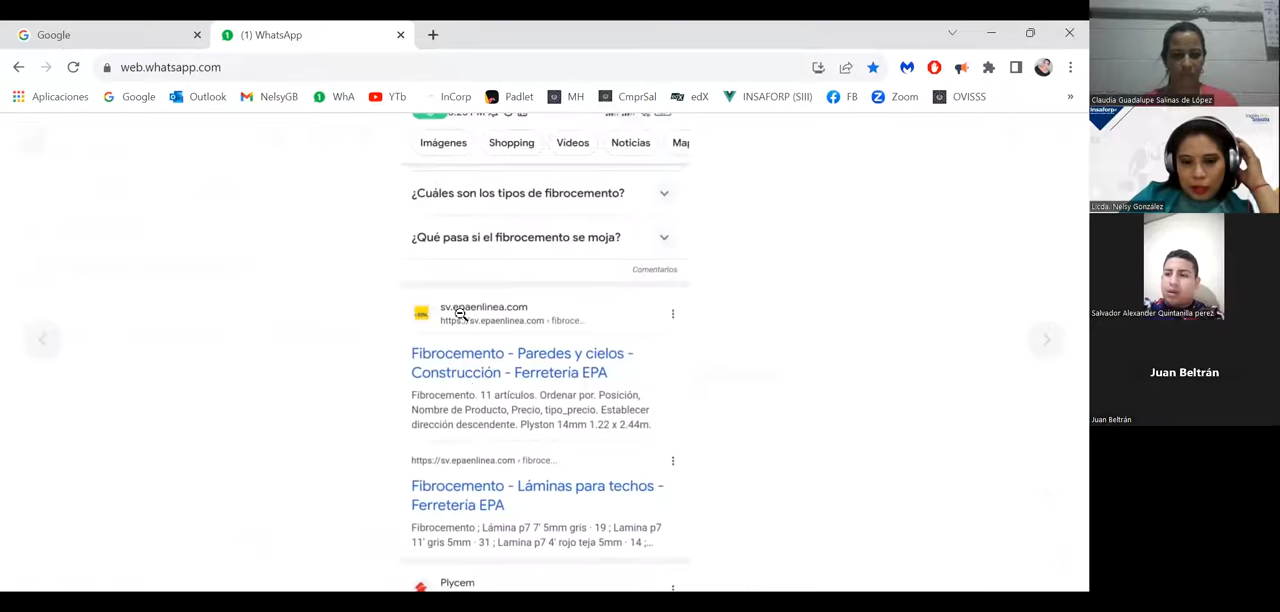 Google
(1) WhatsApp
web.whatsapp.com
Aplicaciones
Google
Outlook
NelsyGB
WhA
YTb
InCorp
Padlet
MH
CmprSal
edX
INSAFORP (SIII)
FB
Zoom
OVISSS
»
Imágenes
Shopping
Videos
Noticias
Map
¿Cuáles son los tipos de fibrocemento?
¿Qué pasa si el fibrocemento se moja?
Comentarios
sv.epaenlinea.com
https://sv.epaenlinea.com › fibroce...
Fibrocemento - Paredes y cielos -
Construcción - Ferretería EPA
Fibrocemento. 11 artículos. Ordenar por. Posición,
Nombre de Producto, Precio, tipo_precio. Establecer
dirección descendente. Plyston 14mm 1.22 x 2.44m.
https://sv.epaenlinea.com › fibroce...
Fibrocemento - Láminas para techos -
Ferretería EPA
Fibrocemento ; Lámina p7 7' 5mm gris · 19 ; Lamina p7
11' gris 5mm · 31 ; Lamina p7 4' rojo teja 5mm · 14 ;...
Plycem
Claudia Guadalupe Salinas de López
Insaforp
Licda. Nelsy González
Salvador Alexander Quintanilla perez
Juan Beltrán
Juan Beltrán